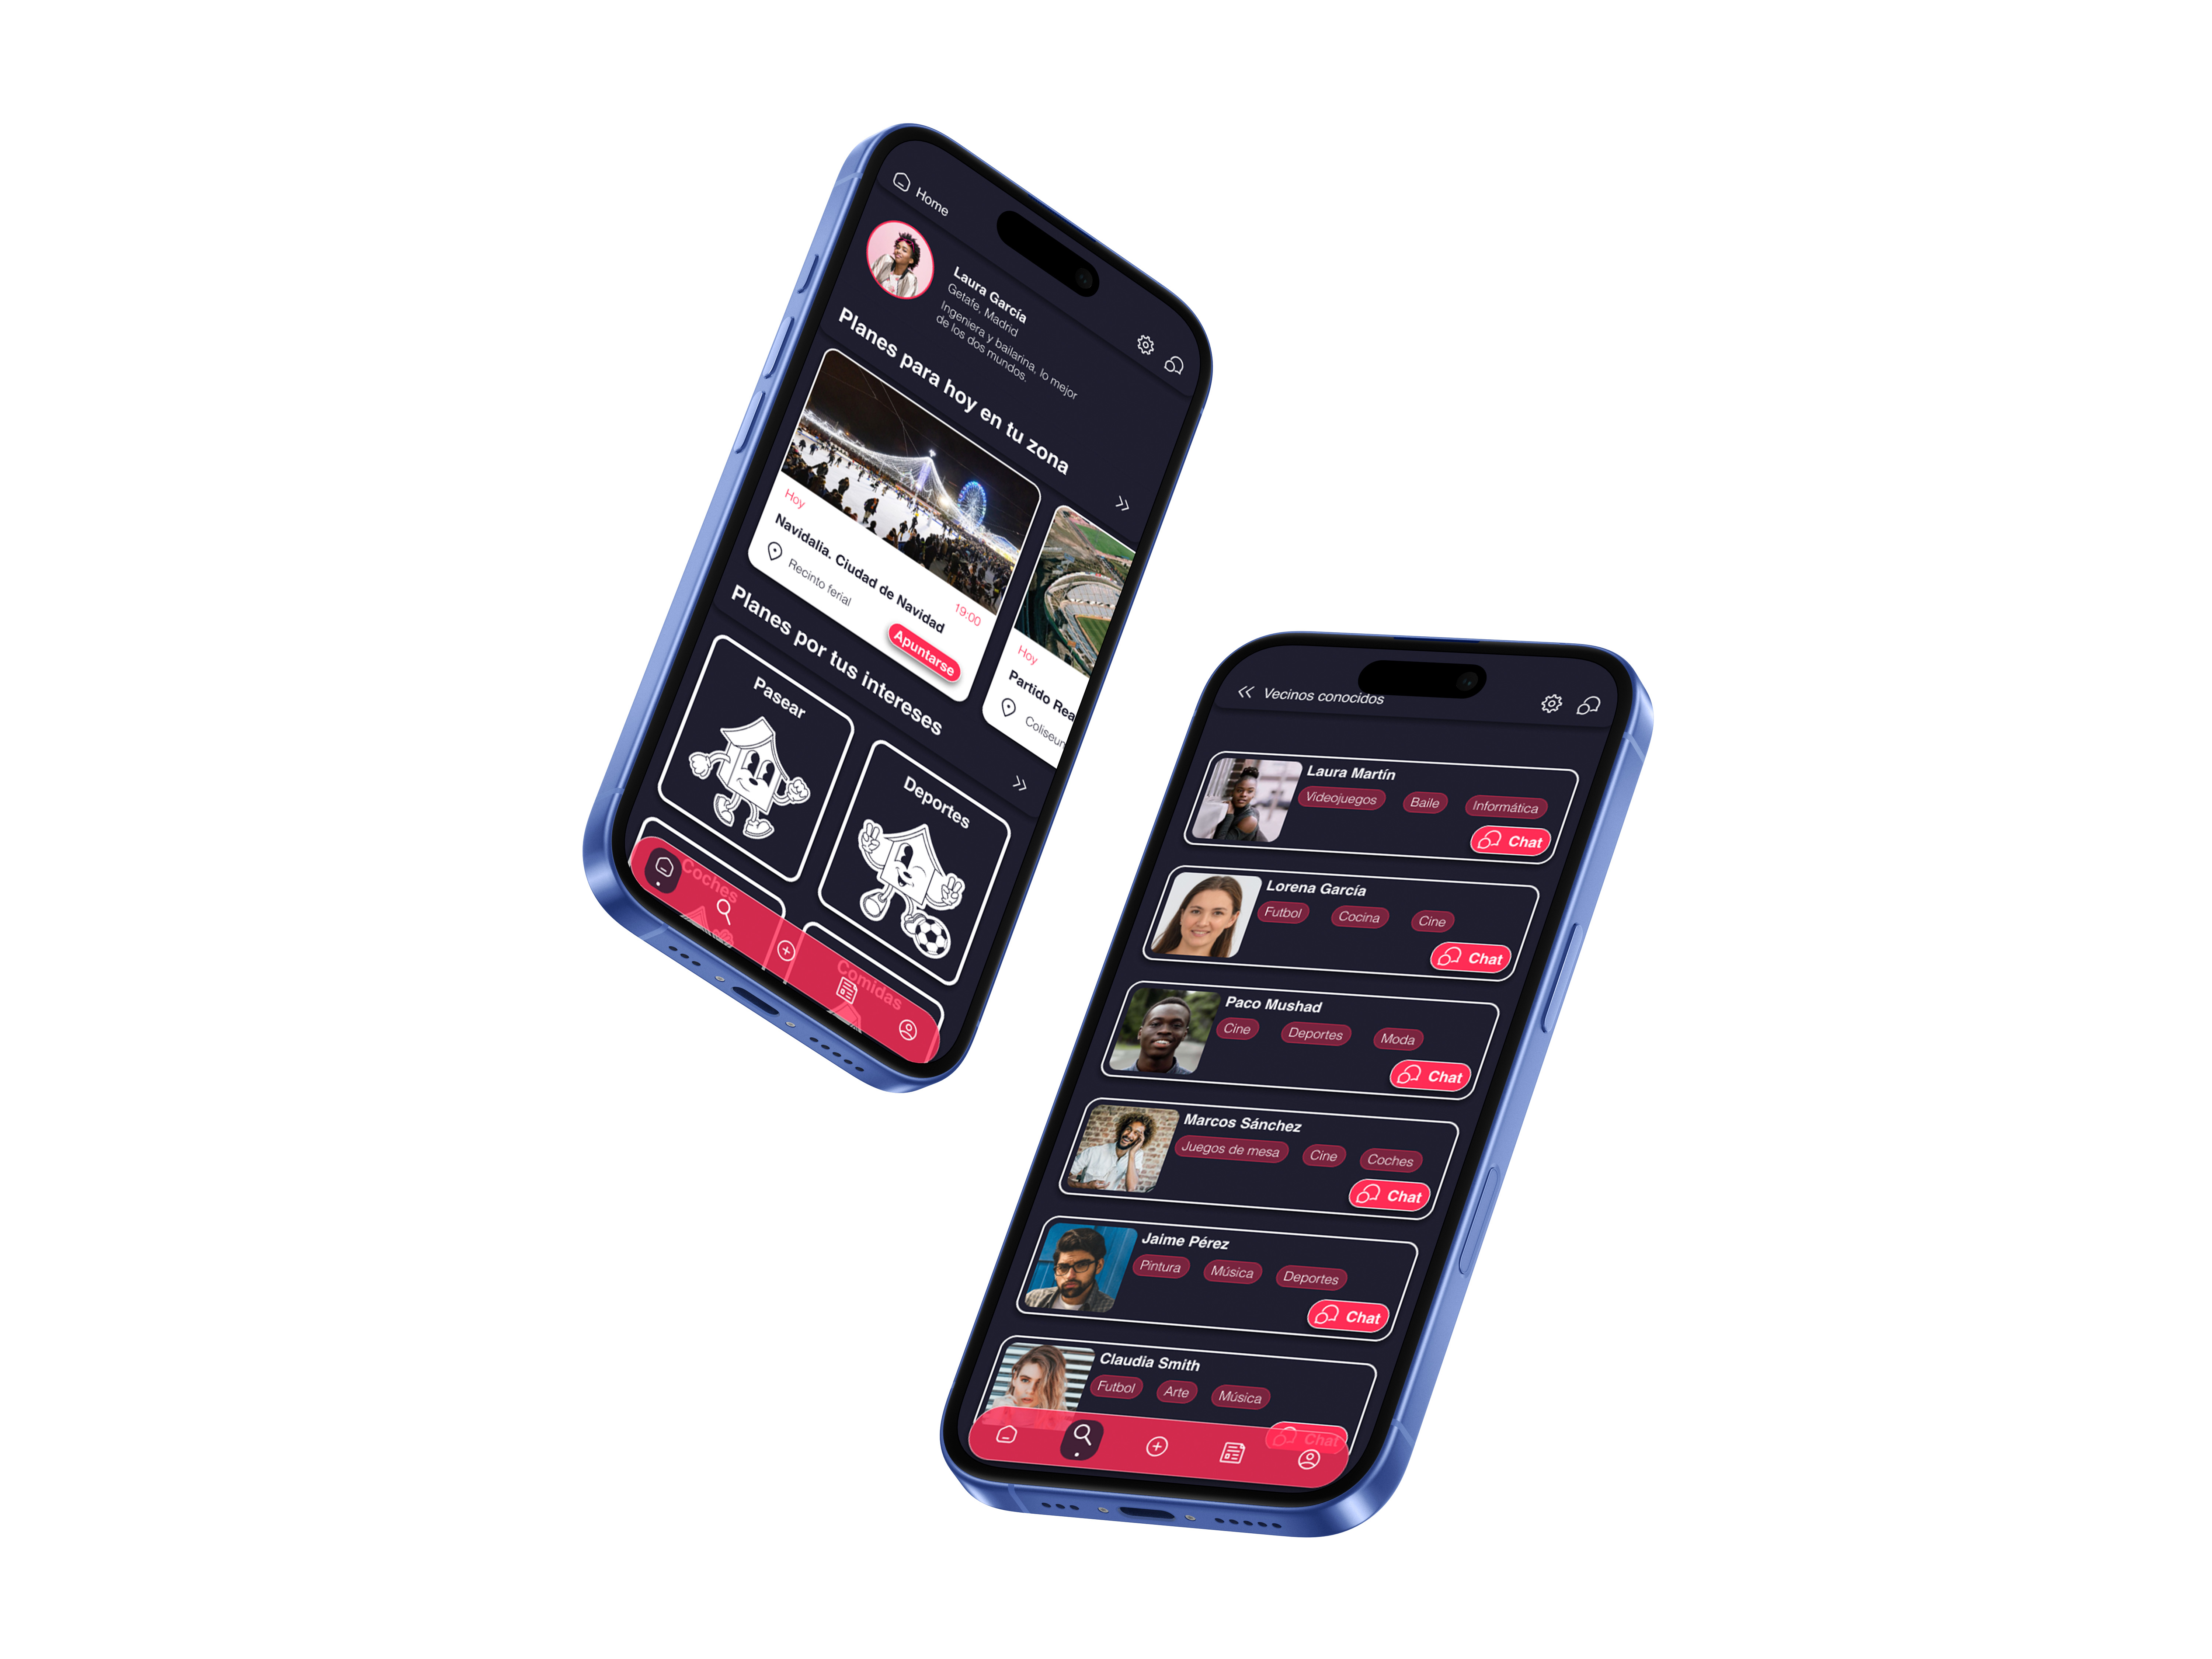 Home
Laura García
Getafe, Madrid
Ingeniera y bailarina, lo mejor
de los dos mundos.
Planes para hoy en tu zona
Hoy
19:00
Navidalia. Ciudad de Navidad
Recinto ferial
Apuntarse
Hoy
Partido Rea
Coliseum
Planes por tus intereses
Pasear
Deportes
Coches
Comidas
Vecinos conocidos
Laura Martín
Videojuegos Baile Informática
Chat
Lorena García
Futbol Cocina Cine
Chat
Paco Mushad
Cine Deportes Moda
Chat
Marcos Sánchez
Juegos de mesa Cine Coches
Chat
Jaime Pérez
Pintura Música Deportes
Chat
Claudia Smith
Futbol Arte Música
Chat